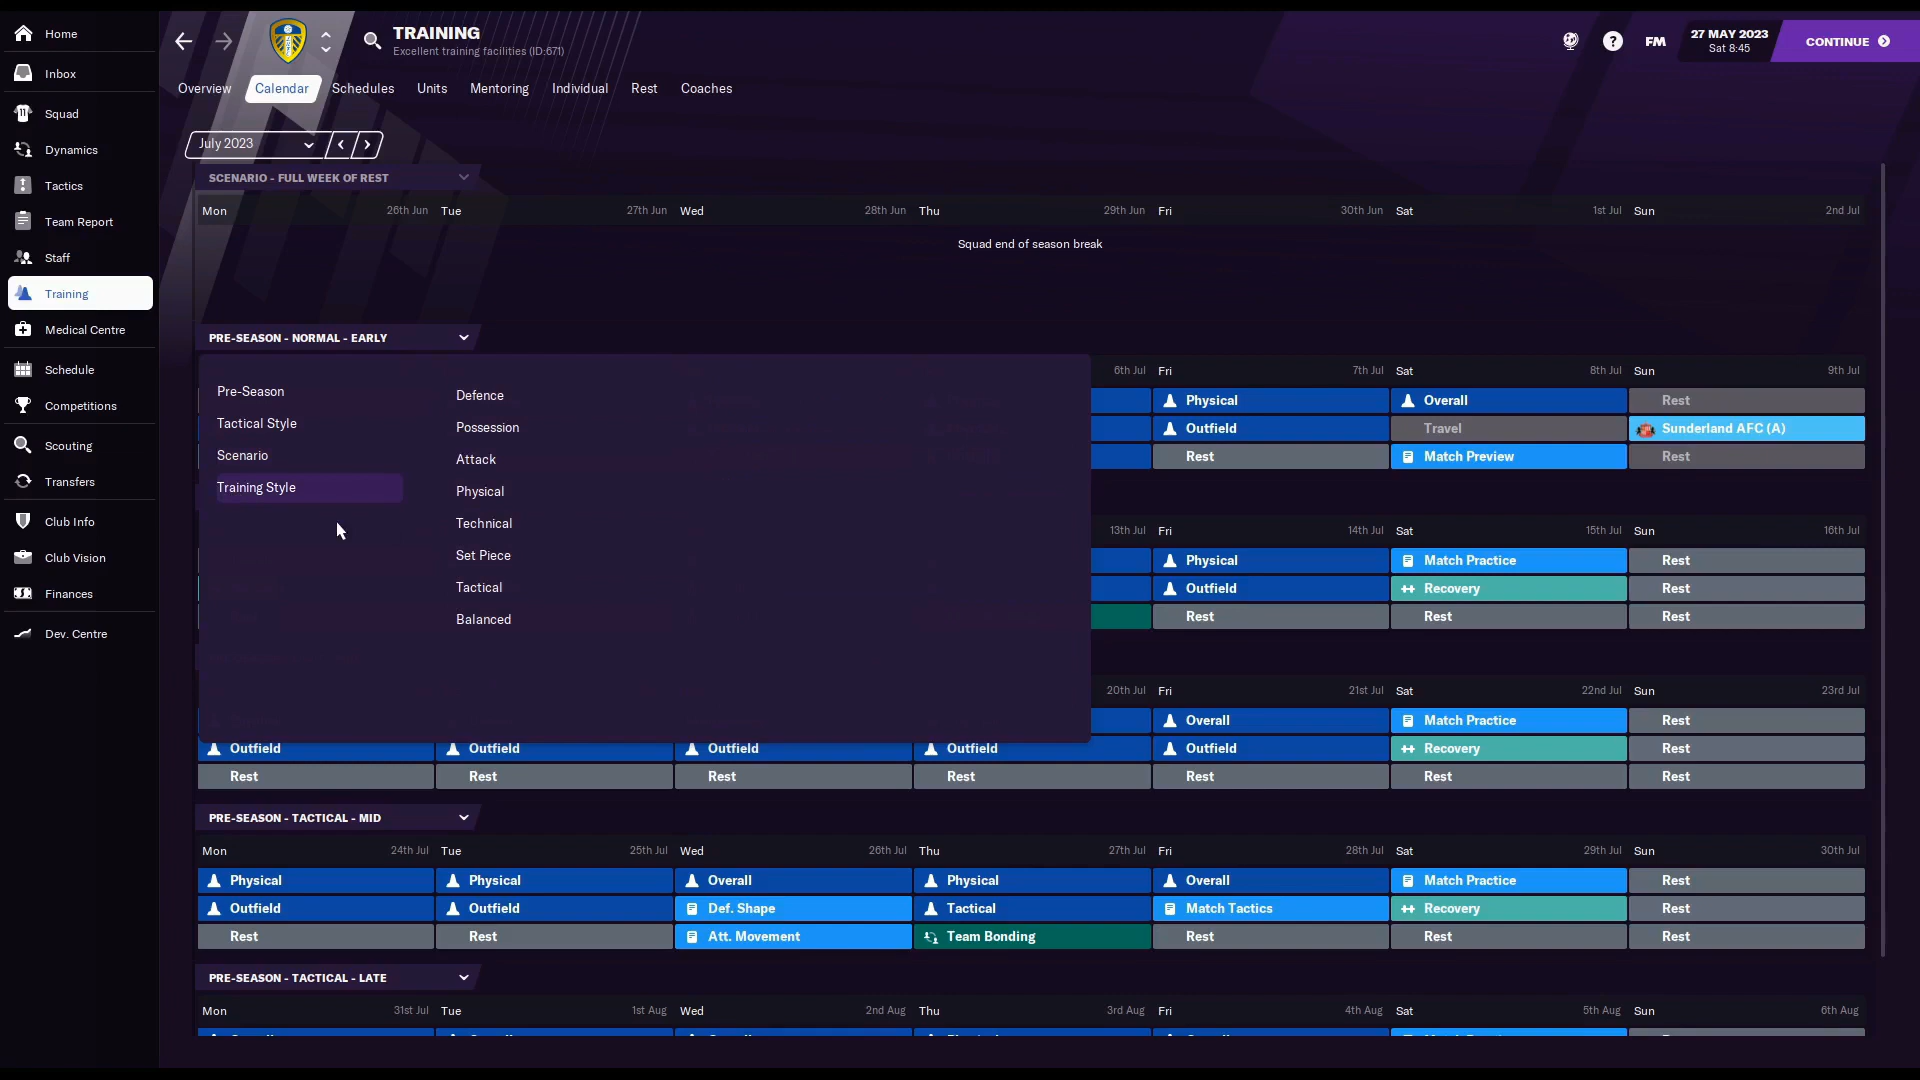 Home
Inbox
Squad
Dynamics
Tactics
Team Report
Staff
Training
Medical Centre
Schedule
Competitions
Scouting
Transfers
Club Info
Club Vision
Finances
Dev. Centre
TRAINING
Excellent training facilities (ID:671)
FM
27 MAY 2023
Sat 8:45
CONTINUE
Overview Calendar Schedules Units Mentoring Individual Rest Coaches
July 2023
SCENARIO - FULL WEEK OF REST
Mon 26th Jun Tue 27th Jun Wed 28th Jun Thu 29th Jun Fri 30th Jun Sat 1st Jul Sun 2nd Jul
Squad end of season break
PRE-SEASON - NORMAL - EARLY
6th Jul Fri 7th Jul Sat 8th Jul Sun 9th Jul
Physical Overall Rest
Outfield Travel Sunderland AFC (A)
Rest Match Preview Rest
Pre-Season
Tactical Style
Scenario
Training Style
Defence
Possession
Attack
Physical
Technical
Set Piece
Tactical
Balanced
13th Jul Fri 14th Jul Sat 15th Jul Sun 16th Jul
Physical Match Practice Rest
Outfield Recovery Rest
Rest Rest Rest
20th Jul Fri 21st Jul Sat 22nd Jul Sun 23rd Jul
Overall Match Practice Rest
Outfield Outfield Outfield Outfield Outfield Recovery Rest
Rest Rest Rest Rest Rest Rest Rest
PRE-SEASON - TACTICAL - MID
Mon 24th Jul Tue 25th Jul Wed 26th Jul Thu 27th Jul Fri 28th Jul Sat 29th Jul Sun 30th Jul
Physical Physical Overall Physical Overall Match Practice Rest
Outfield Outfield Def. Shape Tactical Match Tactics Recovery Rest
Rest Rest Att. Movement Team Bonding Rest Rest Rest
PRE-SEASON - TACTICAL - LATE
Mon 31st Jul Tue 1st Aug Wed 2nd Aug Thu 3rd Aug Fri 4th Aug Sat 5th Aug Sun 6th Aug